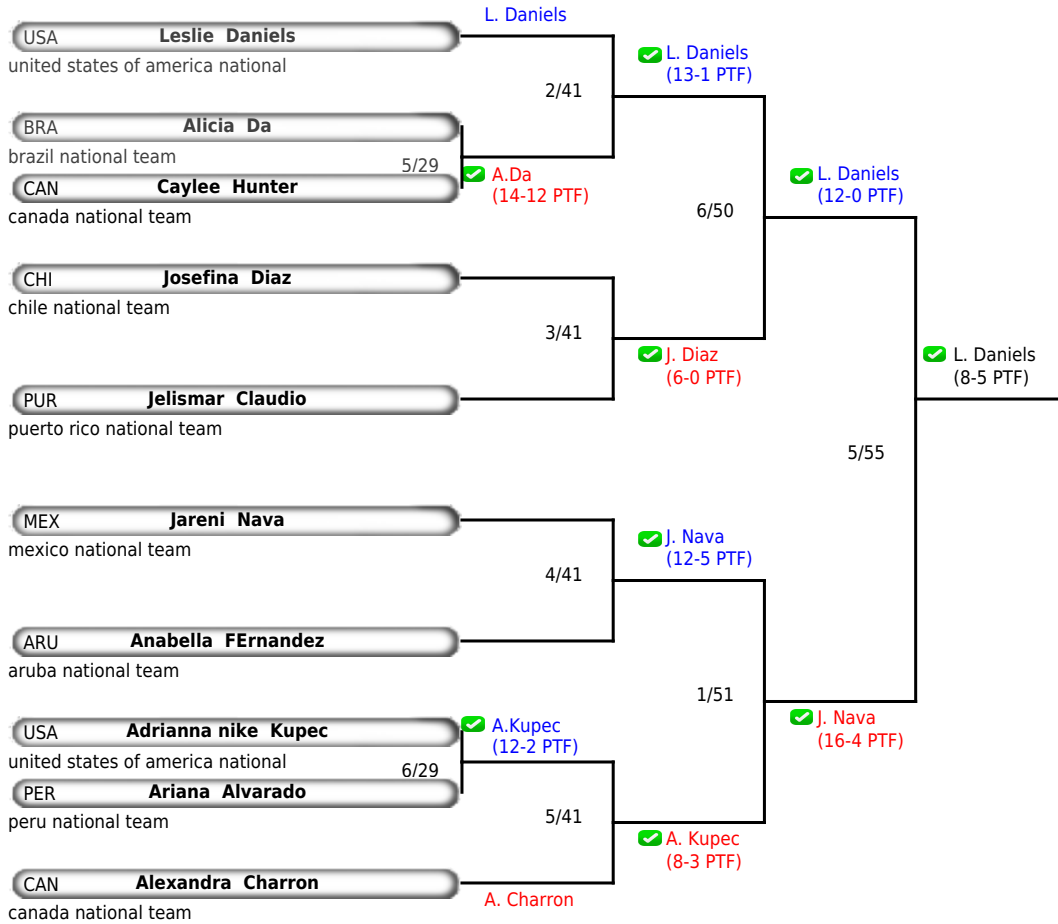 L. Daniels
USA Leslie Daniels
united states of america national
2/41
L. Daniels
(13-1 PTF)
BRA Alicia Da
brazil national team
5/29
A.Da
(14-12 PTF)
CAN Caylee Hunter
canada national team
L. Daniels
(12-0 PTF)
6/50
CHI Josefina Diaz
chile national team
3/41
J. Diaz
(6-0 PTF)
L. Daniels
(8-5 PTF)
PUR Jelismar Claudio
puerto rico national team
5/55
MEX Jareni Nava
mexico national team
J. Nava
(12-5 PTF)
4/41
ARU Anabella FErnandez
aruba national team
1/51
J. Nava
(16-4 PTF)
USA Adrianna nike Kupec
A.Kupec
(12-2 PTF)
united states of america national
6/29
PER Ariana Alvarado
peru national team
5/41
A. Kupec
(8-3 PTF)
CAN Alexandra Charron
A. Charron
canada national team